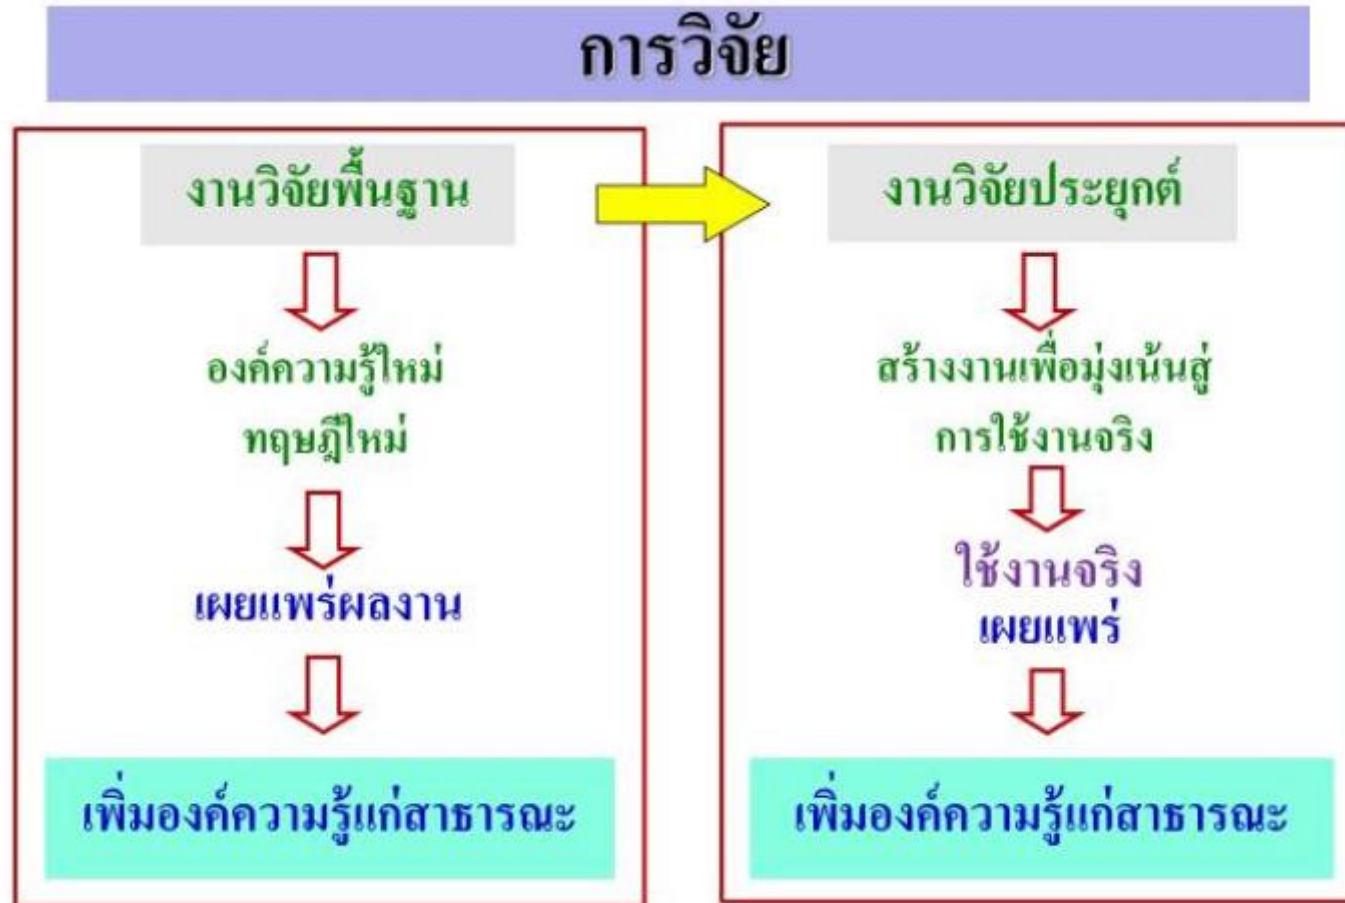 การวิจัย
งานวิจัยพื้นฐาน
องค์ความรู้ใหม่
ทฤษฎีใหม่
เผยแพร่ผลงาน
เพิ่มองค์ความรู้แก่สาธารณะ
งานวิจัยประยุกต์
สร้างงานเพื่อมุ่งเน้นสู่
การใช้งานจริง
ใช้งานจริง
เผยแพร่
เพิ่มองค์ความรู้แก่สาธารณะ